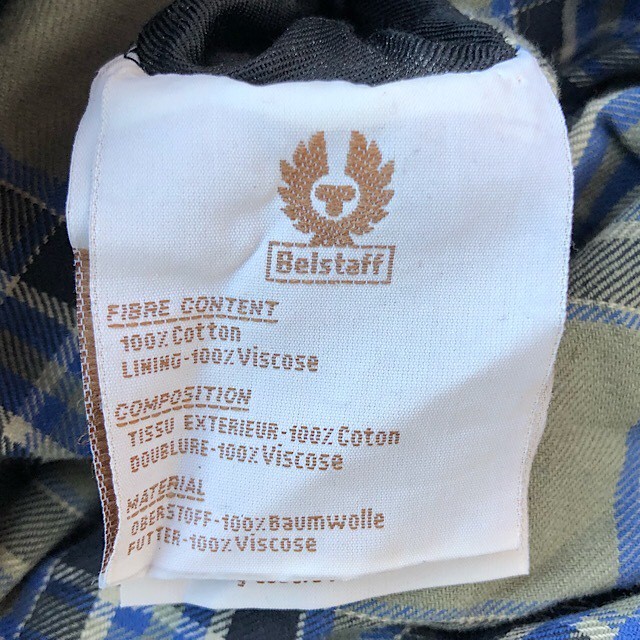 Belstaff
FIBRE CONTENT
100% Cotton
LINING-100% Viscose
COMPOSITION
TISSU EXTERIEUR-100% Coton
DOUBLURE-100% Viscose
MATERIAL
OBERSTOFF-100% Baumwolle
FUTTER-100% Viscose